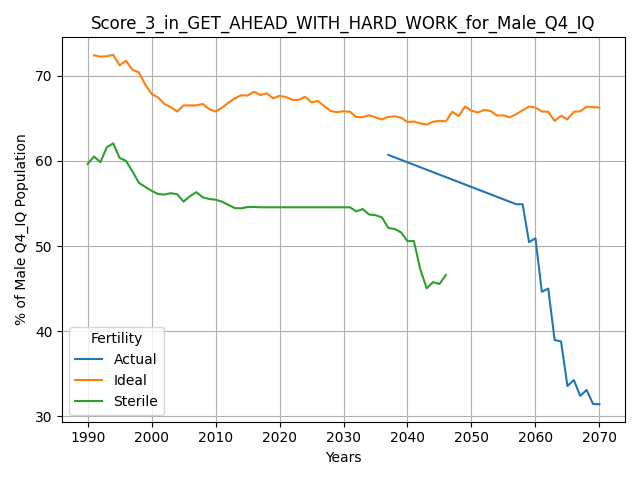 Score_3_in_GET_AHEAD_WITH_HARD_WORK_for_Male_Q4_IQ
% of Male Q4_IQ Population
70
60
50
40
30
Fertility
Actual
Ideal
Sterile
1990 2000 2010 2020 2030 2040 2050 2060 2070
Years